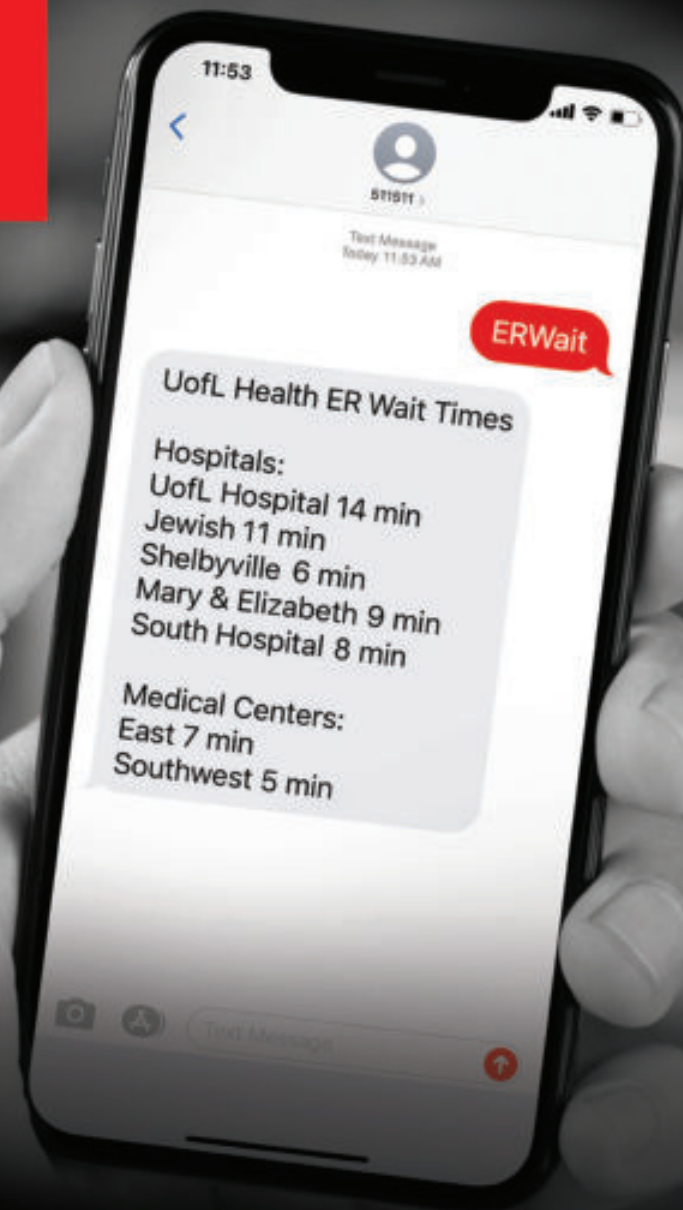 11:53
511511
Text Message
Today 11:53 AM
ERWait
UofL Health ER Wait Times
Hospitals:
UofL Hospital 14 min
Jewish 11 min
Shelbyville 6 min
Mary & Elizabeth 9 min
South Hospital 8 min
Medical Centers:
East 7 min
Southwest 5 min
Text Message